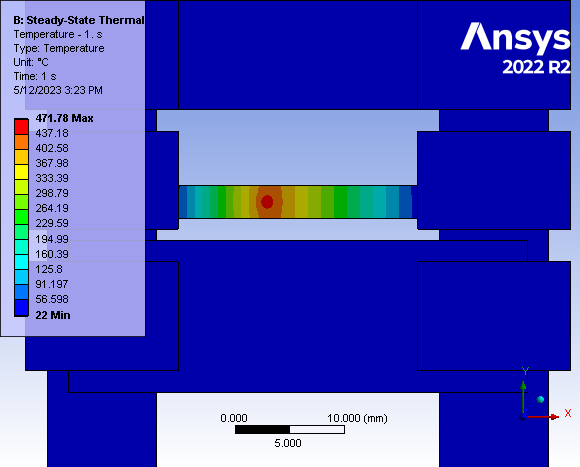 B: Steady-State Thermal
Temperature - 1. s
Type: Temperature
Unit: °C
Time: 1 s
5/12/2023 3:23 PM
471.78 Max
437.18
402.58
367.98
333.39
298.79
264.19
229.59
194.99
160.39
125.8
91.197
56.598
22 Min
Ansys
2022 R2
0.000
10.000 (mm)
5.000
Y
X